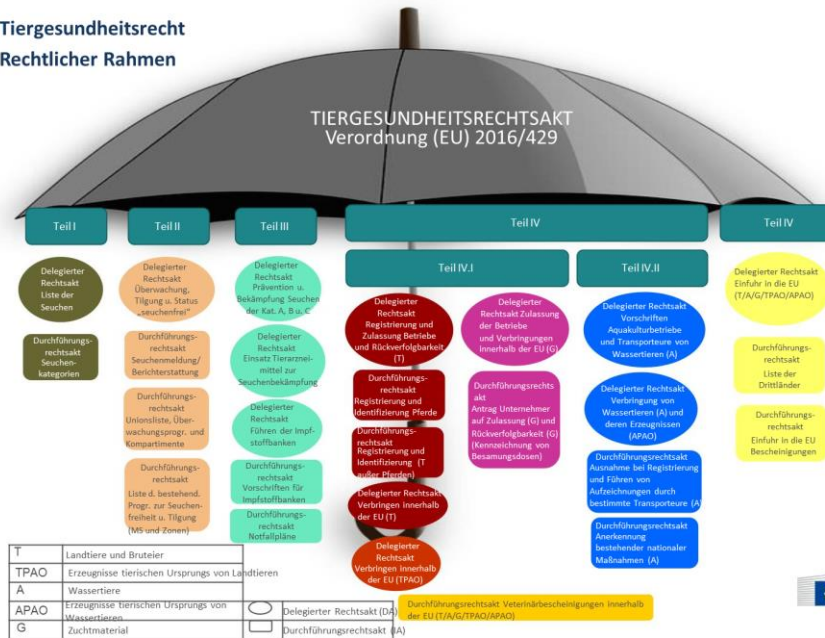 Tiergesundheitsrecht
Rechtlicher Rahmen
TIERGESUNDHEITSRECHTSAKT
Verordnung (EU) 2016/429
Teil I
Teil II
Teil III
Teil IV
Teil IV
Teil IV.I
Teil IV.II
Delegierter
Rechtsakt
Liste der
Seuchen
Durchführungs-
rechtsakt
Seuchen-
kategorien
Delegierter
Rechtsakt
Überwachung,
Tilgung u. Status
„seuchenfrei“
Durchführungs-
rechtsakt
Seuchenmeldung/
Berichterstattung
Durchführungs-
rechtsakt
Unionsliste, Über-
wachungsprogr. und
Kompartimente
Durchführungs-
rechtsakt
Liste d. bestehend.
Progr. zur Seuchen-
freiheit u. Tilgung
(MS und Zonen)
Delegierter
Rechtsakt
Prävention u.
Bekämpfung Seuchen
der Kat. A, B u. C
Delegierter
Rechtsakt
Einsatz Tierarznei-
mittel zur
Seuchenbekämpfung
Delegierter
Rechtsakt
Führen der Impf-
stoffbanken
Durchführungs-
rechtsakt
Vorschriften für
Impfstoffbanken
Durchführungs-
rechtsakt
Notfallpläne
Delegierter
Rechtsakt
Registrierung und
Zulassung Betriebe
und Rückverfolgbarkeit
(T)
Durchführungs-
rechtsakt
Registrierung und
Identifizierung Pferde
Durchführungs-
rechtsakt
Registrierung und
Identifizierung (T
außer Pferden)
Delegierter Rechtsakt
Verbringen innerhalb
der EU (T)
Delegierter
Rechtsakt
Verbringen innerhalb
der EU (TPAO)
Delegierter
Rechtsakt Zulassung
der Betriebe
und Verbringungen
innerhalb der EU (G)
Durchführungsrechts
akt
Antrag Unternehmer
auf Zulassung (G) und
Rückverfolgbarkeit (G)
(Kennzeichnung von
Besamungsdosen)
Delegierter Rechtsakt
Vorschriften
Aquakulturbetriebe
und Transporteure von
Wassertieren (A)
Delegierter Rechtsakt
Verbringung von
Wassertieren (A) und
deren Erzeugnissen
(APAO)
Durchführungsrechtsakt
Ausnahme bei Registrierung
und Führen von
Aufzeichnungen durch
bestimmte Transporteure (A)
Durchführungsrechtsakt
Anerkennung
bestehender nationaler
Maßnahmen (A)
Delegierter Rechtsakt
Einfuhr in die EU
(T/A/G/TPAO/APAO)
Durchführungs-
rechtsakt
Liste der
Drittländer
Durchführungs-
rechtsakt
Einfuhr in die EU
Bescheinigungen
T Landtiere und Bruteier
TPAO Erzeugnisse tierischen Ursprungs von Landtieren
A Wassertiere
APAO Erzeugnisse tierischen Ursprungs von
Wassertieren
G Zuchtmaterial
Delegierter Rechtsakt (DA)
Durchführungsrechtsakt (IA)
Durchführungsrechtsakt Veterinärbescheinigungen innerhalb
der EU (T/A/G/TPAO/APAO)